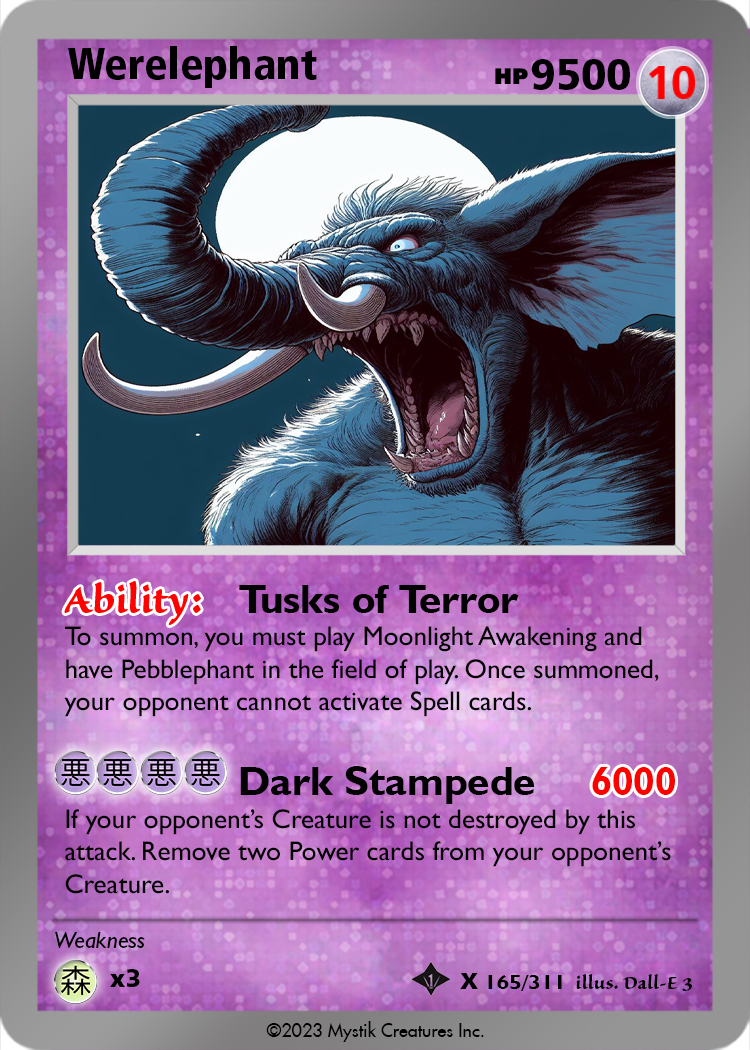 Werelephant HP 9500 10
Ability: Tusks of Terror
To summon, you must play Moonlight Awakening and
have Pebblephant in the field of play. Once summoned,
your opponent cannot activate Spell cards.
悪 悪 悪 悪 Dark Stampede 6000
If your opponent's Creature is not destroyed by this
attack. Remove two Power cards from your opponent's
Creature.
Weakness
森 x3 1 X 165/311 illus. Dall-E 3
©2023 Mystik Creatures Inc.